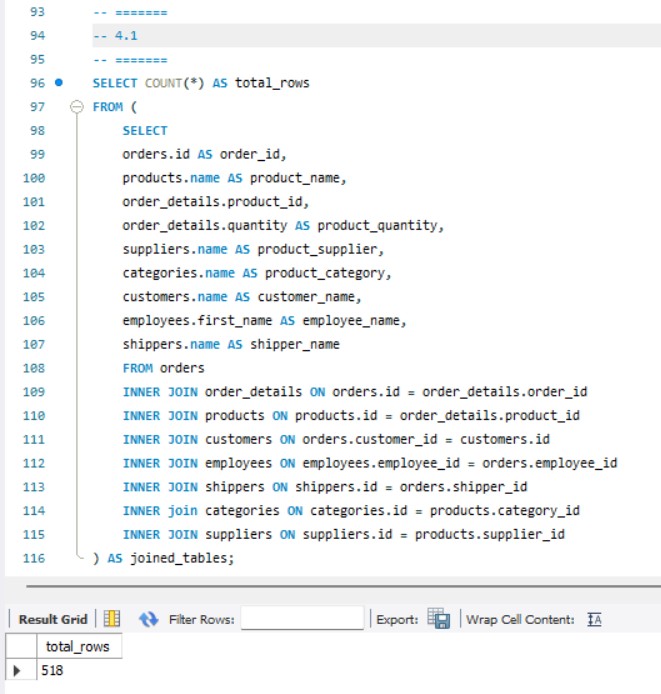 93 -- =======
94 -- 4.1
95 -- =======
96 SELECT COUNT(*) AS total_rows
97 FROM (
98 SELECT
99 orders.id AS order_id,
100 products.name AS product_name,
101 order_details.product_id,
102 order_details.quantity AS product_quantity,
103 suppliers.name AS product_supplier,
104 categories.name AS product_category,
105 customers.name AS customer_name,
106 employees.first_name AS employee_name,
107 shippers.name AS shipper_name
108 FROM orders
109 INNER JOIN order_details ON orders.id = order_details.order_id
110 INNER JOIN products ON products.id = order_details.product_id
111 INNER JOIN customers ON orders.customer_id = customers.id
112 INNER JOIN employees ON employees.employee_id = orders.employee_id
113 INNER JOIN shippers ON shippers.id = orders.shipper_id
114 INNER join categories ON categories.id = products.category_id
115 INNER JOIN suppliers ON suppliers.id = products.supplier_id
116 ) AS joined_tables;
Result Grid Filter Rows: Export: Wrap Cell Content: IA
total_rows
518